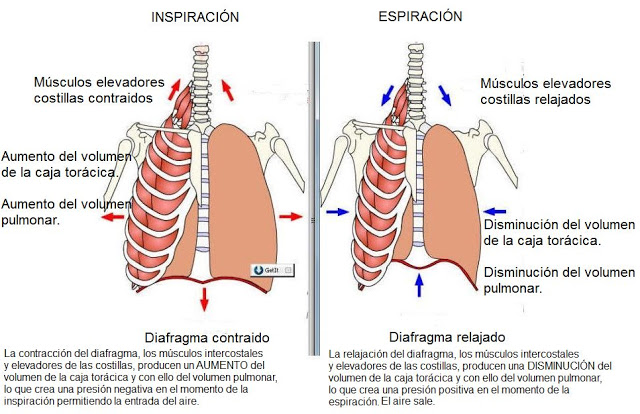 INSPIRACIÓN
ESPIRACIÓN
Músculos elevadores
costillas contraidos
Músculos elevadores
costillas relajados
Aumento del volumen
de la caja torácica.
Aumento del volumen
pulmonar.
Disminución del volumen
de la caja torácica.
Disminución del volumen
pulmonar.
GetIt
Diafragma contraido
Diafragma relajado
La contracción del diafragma, los músculos intercostales
y elevadores de las costillas, producen un AUMENTO del
volumen de la caja torácica y con ello del volumen pulmonar,
lo que crea una presión negativa en el momento de la
inspiración permitiendo la entrada del aire.
La relajación del diafragma, los músculos intercostales
y elevadores de las costillas, producen una DISMINUCIÓN del
volumen de la caja torácica y con ello del volumen pulmonar,
lo que crea una presión positiva en el momento de la
espiración. El aire sale.